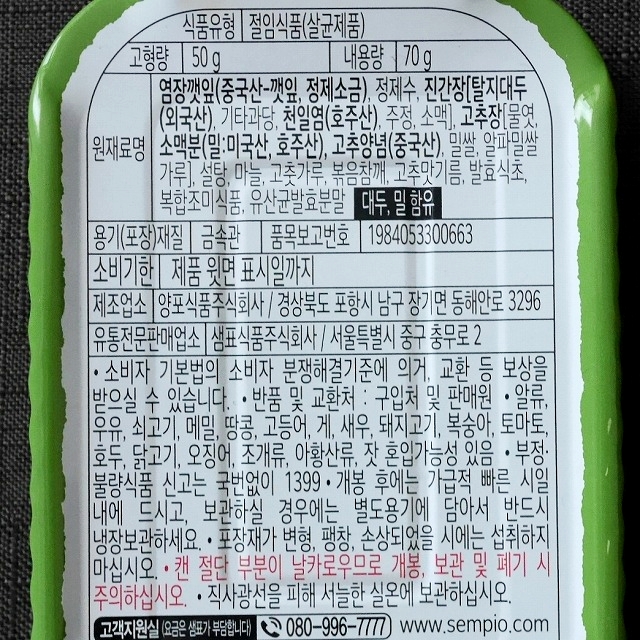 식품유형 절임식품(살균제품)
고형량 50 g 내용량 70 g
원재료명
염장깻잎(중국산-깻잎, 정제소금), 정제수, 진간장[탈지대두
(외국산), 기타과당, 천일염(호주산), 주정, 소맥], 고추장[물엿,
소맥분(밀:미국산, 호주산), 고추양념(중국산), 밀쌀, 알파밀쌀
가루], 설탕, 마늘, 고춧가루, 볶음참깨, 고추맛기름, 발효식초,
복합조미식품, 유산균발효분말 대두, 밀 함유
용기(포장)재질 금속관 품목보고번호 1984053300663
소비기한 제품 윗면 표시일까지
제조업소 양포식품주식회사 / 경상북도 포항시 남구 장기면 동해안로 3296
유통전문판매업소 샘표식품주식회사 / 서울특별시 중구 충무로 2
• 소비자 기본법의 소비자 분쟁해결기준에 의거, 교환 등 보상을
받으실 수 있습니다. • 반품 및 교환처 : 구입처 및 판매원 • 알류,
우유, 쇠고기, 메밀, 땅콩, 고등어, 게, 새우, 돼지고기, 복숭아, 토마토,
호두, 닭고기, 오징어, 조개류, 아황산류, 잣 혼입가능성 있음 • 부정·
불량식품 신고는 국번없이 1399 • 개봉 후에는 가급적 빠른 시일
내에 드시고, 보관하실 경우에는 별도용기에 담아서 반드시
냉장보관하세요. • 포장재가 변형, 팽창, 손상되었을 시에는 섭취하지
마십시오. • 캔 절단 부분이 날카로우므로 개봉, 보관 및 폐기 시
주의하십시오. • 직사광선을 피해 서늘한 실온에 보관하십시오.
고객지원실 (요금은 샘표가 부담합니다) 080-996-7777 www.sempio.com